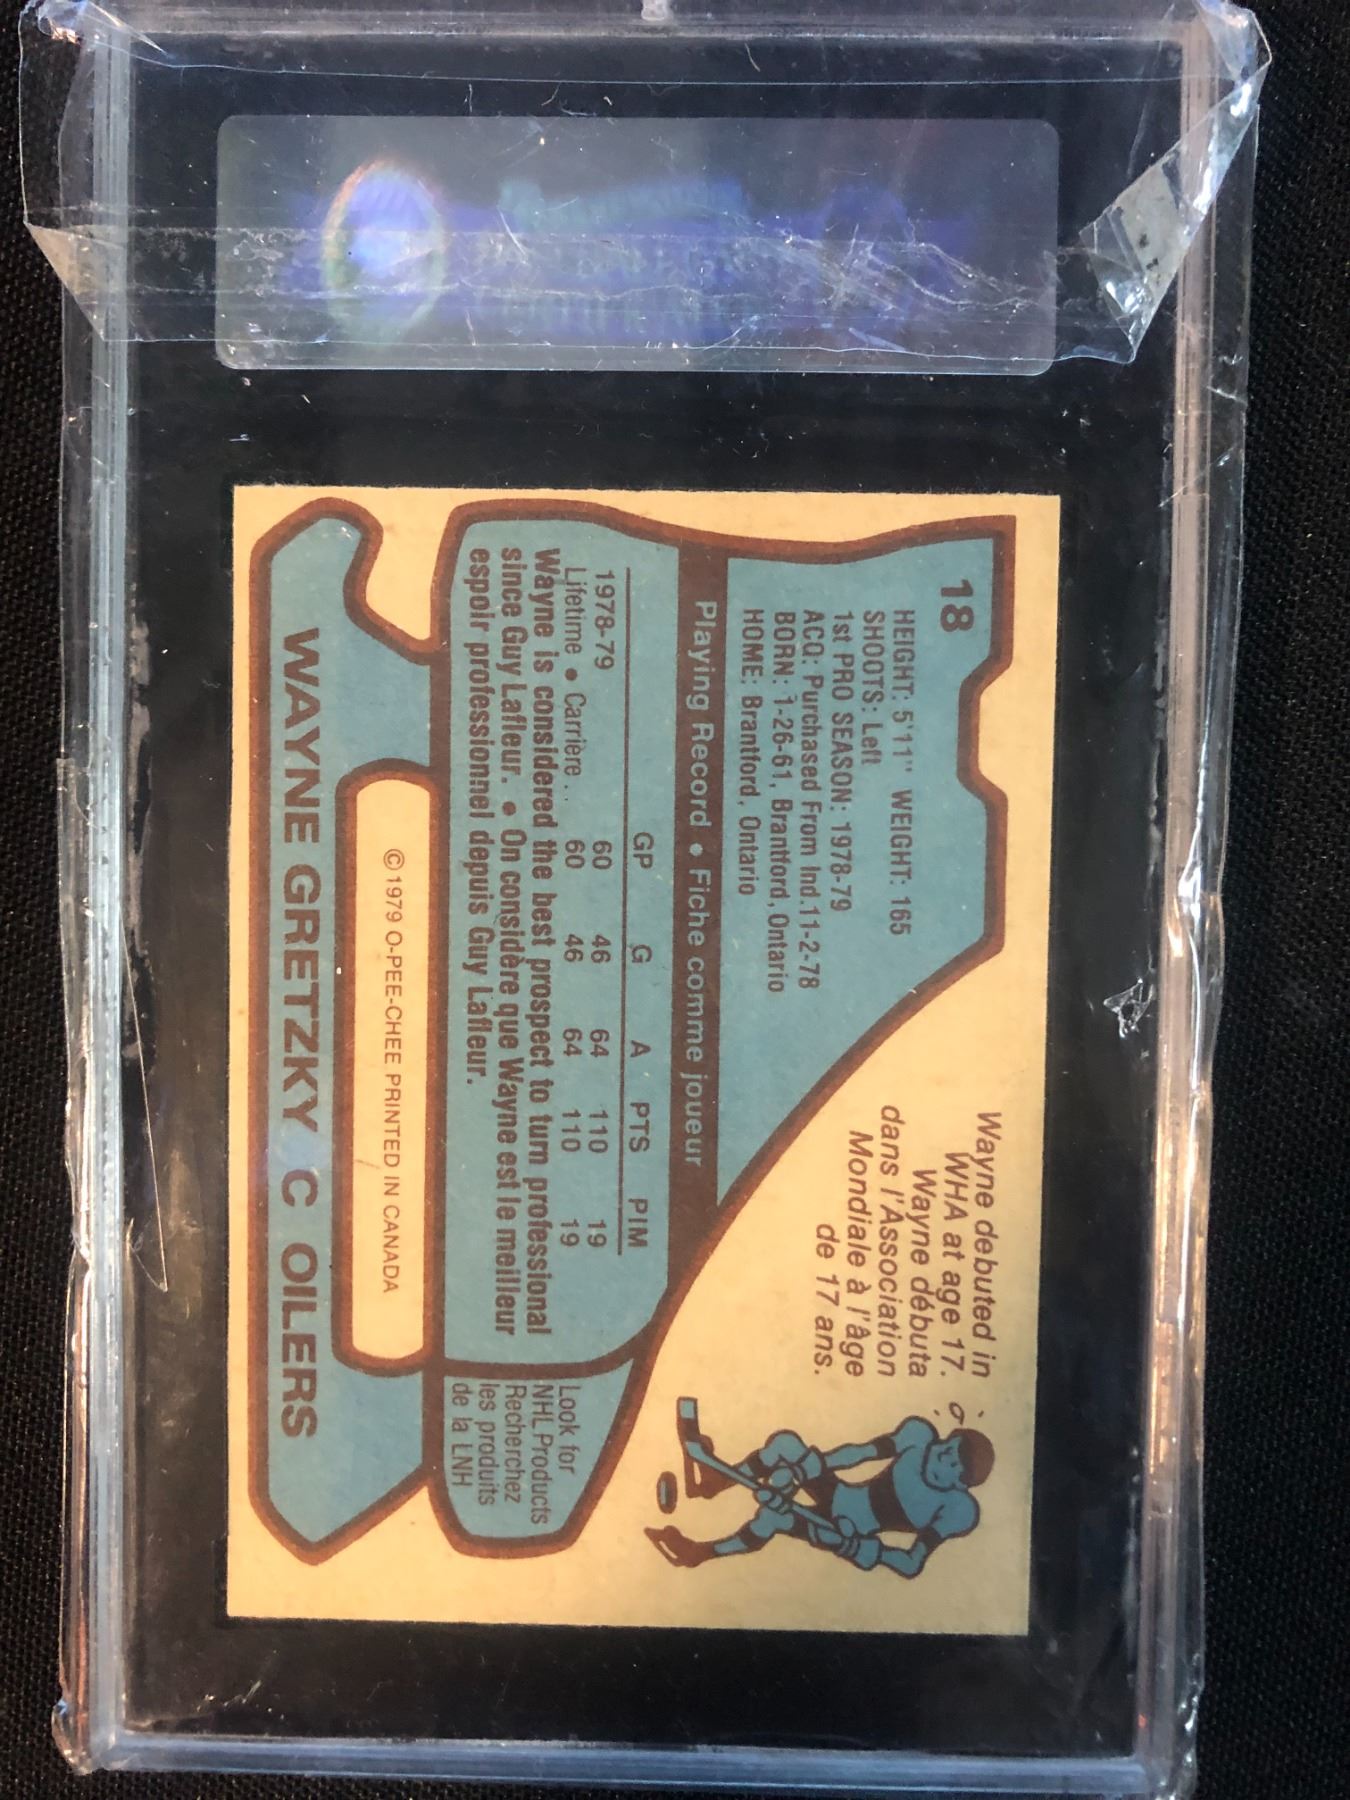 18
HEIGHT: 5'11" WEIGHT: 165
SHOOTS: Left
1st PRO SEASON: 1978-79
ACQ: Purchased From Ind.11-2-78
BORN: 1-26-61, Brantford, Ontario
HOME: Brantford, Ontario
Wayne debuted in
WHA at age 17.
Wayne débuta
dans l'Association
Mondiale à l'âge
de 17 ans.
Playing Record • Fiche comme joueur
GP G A PTS PIM
1978-79 60 46 64 110 19
Lifetime • Carrière.. 60 46 64 110 19
Wayne is considered the best prospect to turn professional
since Guy Lafleur. • On considère que Wayne est le meilleur
espoir professionnel depuis Guy Lafleur.
Look for
NHL Products
Recherchez
les produits
de la LNH
©1979 O-PEE-CHEE PRINTED IN CANADA
WAYNE GRETZKY C OILERS